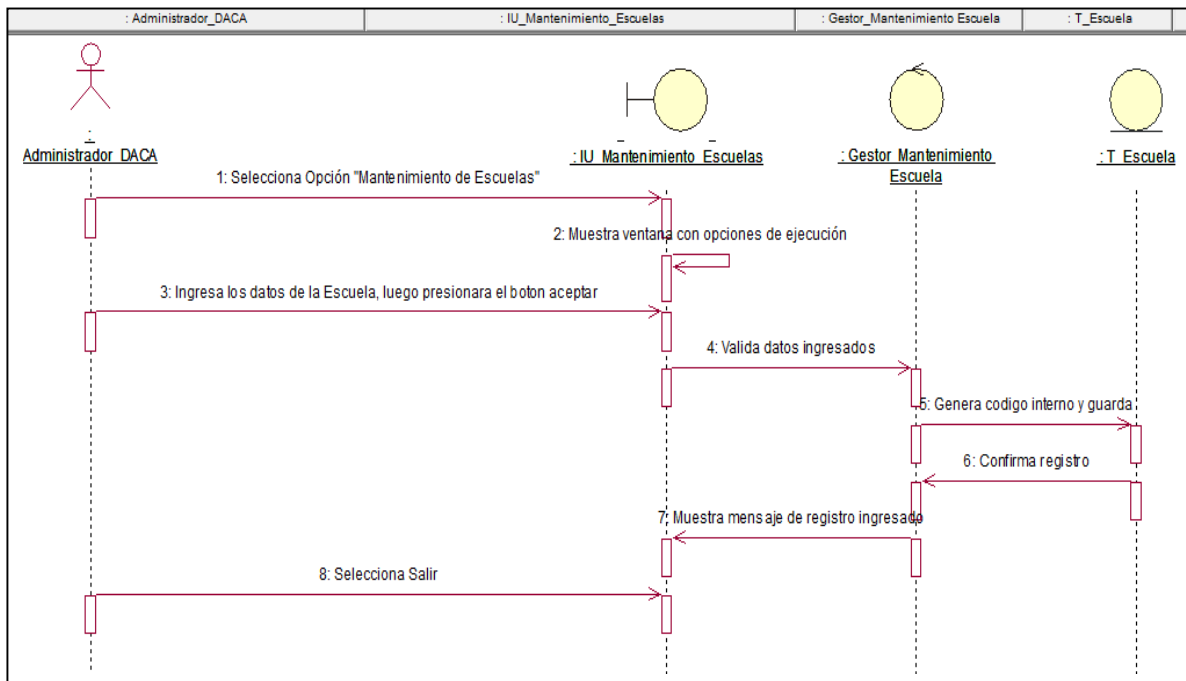 : Administrador_DACA
: IU_Mantenimiento_Escuelas
: Gestor_Mantenimiento Escuela
: T_Escuela
:
Administrador_DACA
: IU_Mantenimiento_Escuelas
: Gestor_Mantenimiento
Escuela
: T_Escuela
1: Selecciona Opción "Mantenimiento de Escuelas"
2: Muestra ventana con opciones de ejecución
3: Ingresa los datos de la Escuela, luego presionara el boton aceptar
4: Valida datos ingresados
5: Genera codigo interno y guarda
6: Confirma registro
7: Muestra mensaje de registro ingresado
8: Selecciona Salir